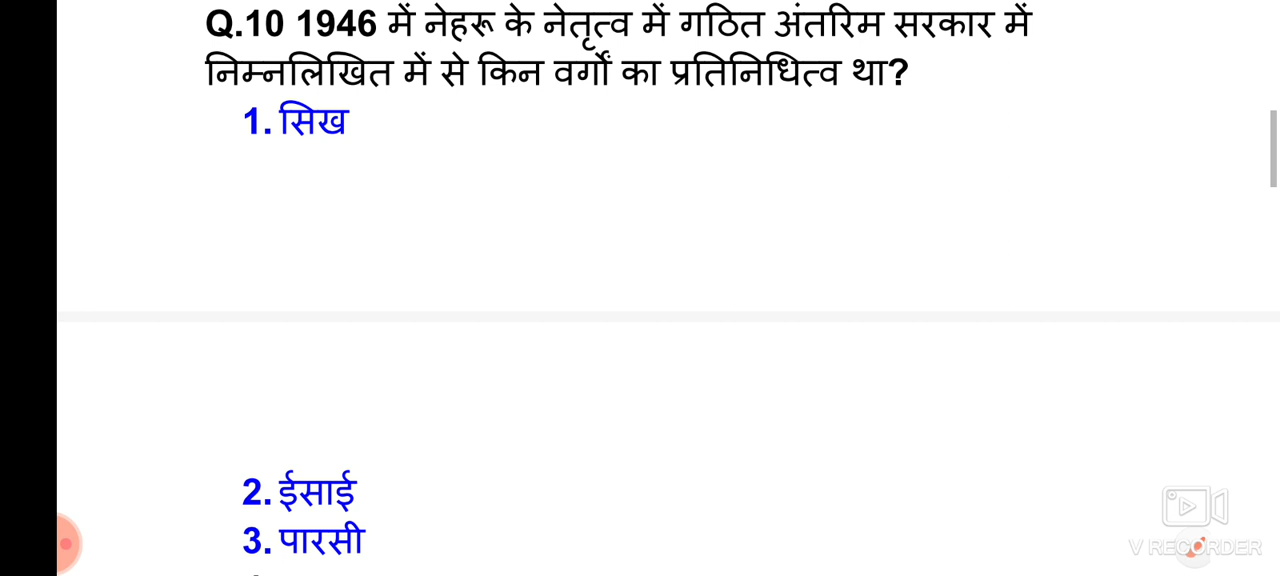 Q.10 1946 में नेहरू के नेतृत्व में गठित अंतरिम सरकार में
निम्नलिखित में से किन वर्गों का प्रतिनिधित्व था?
1. सिख
2. ईसाई
3. पारसी
V RECORDER